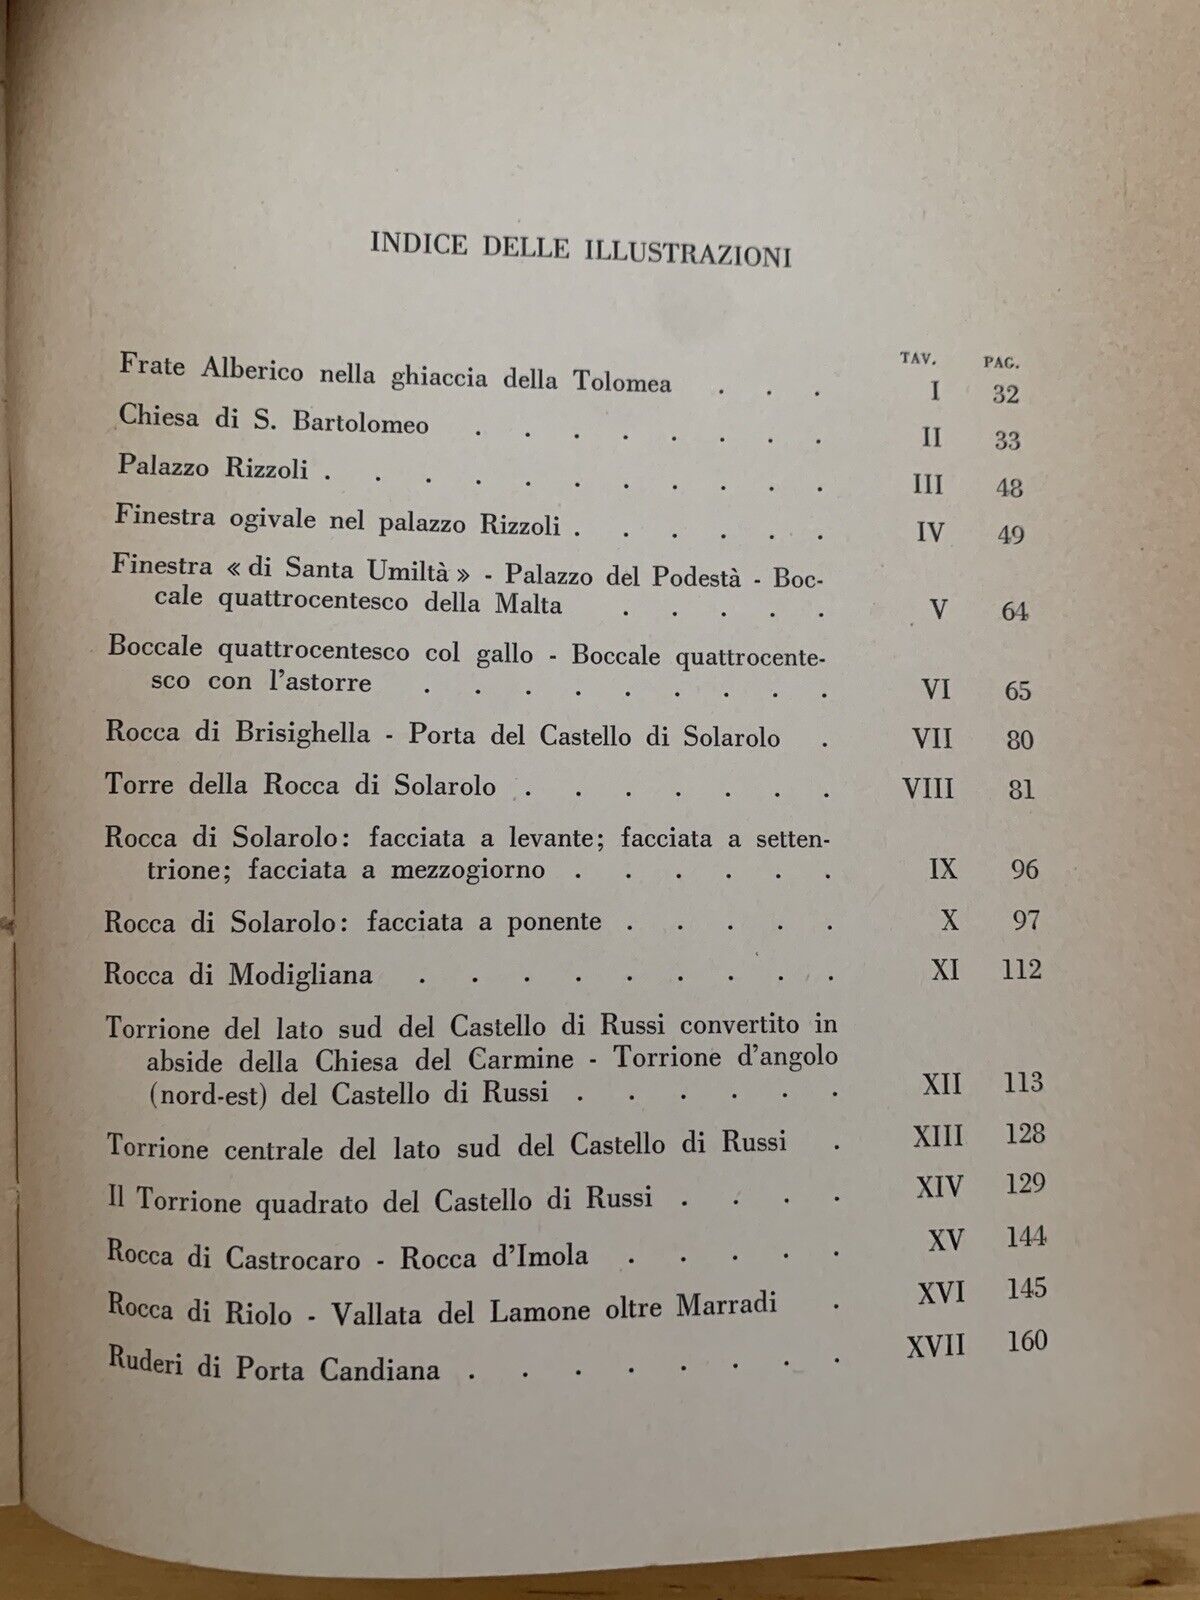 INDICE DELLE ILLUSTRAZIONI
TAV. PAG.
Frate Alberico nella ghiaccia della Tolomea . . . I 32
Chiesa di S. Bartolomeo . . . . . . . . II 33
Palazzo Rizzoli . . . . . . . . . . . III 48
Finestra ogivale nel palazzo Rizzoli . . . . . . IV 49
Finestra « di Santa Umiltà » - Palazzo del Podestà - Boc-
cale quattrocentesco della Malta . . . . . V 64
Boccale quattrocentesco col gallo - Boccale quattrocente-
sco con l'astorre . . . . . . . . . VI 65
Rocca di Brisighella - Porta del Castello di Solarolo . VII 80
Torre della Rocca di Solarolo . . . . . . . VIII 81
Rocca di Solarolo: facciata a levante; facciata a setten-
trione; facciata a mezzogiorno . . . . . . IX 96
Rocca di Solarolo: facciata a ponente . . . . . X 97
Rocca di Modigliana . . . . . . . . . XI 112
Torrione del lato sud del Castello di Russi convertito in
abside della Chiesa del Carmine - Torrione d'angolo
(nord-est) del Castello di Russi . . . . . . XII 113
Torrione centrale del lato sud del Castello di Russi . XIII 128
Il Torrione quadrato del Castello di Russi . . . . XIV 129
Rocca di Castrocaro - Rocca d'Imola . . . . . XV 144
Rocca di Riolo - Vallata del Lamone oltre Marradi . XVI 145
Ruderi di Porta Candiana . . . . . . . . XVII 160